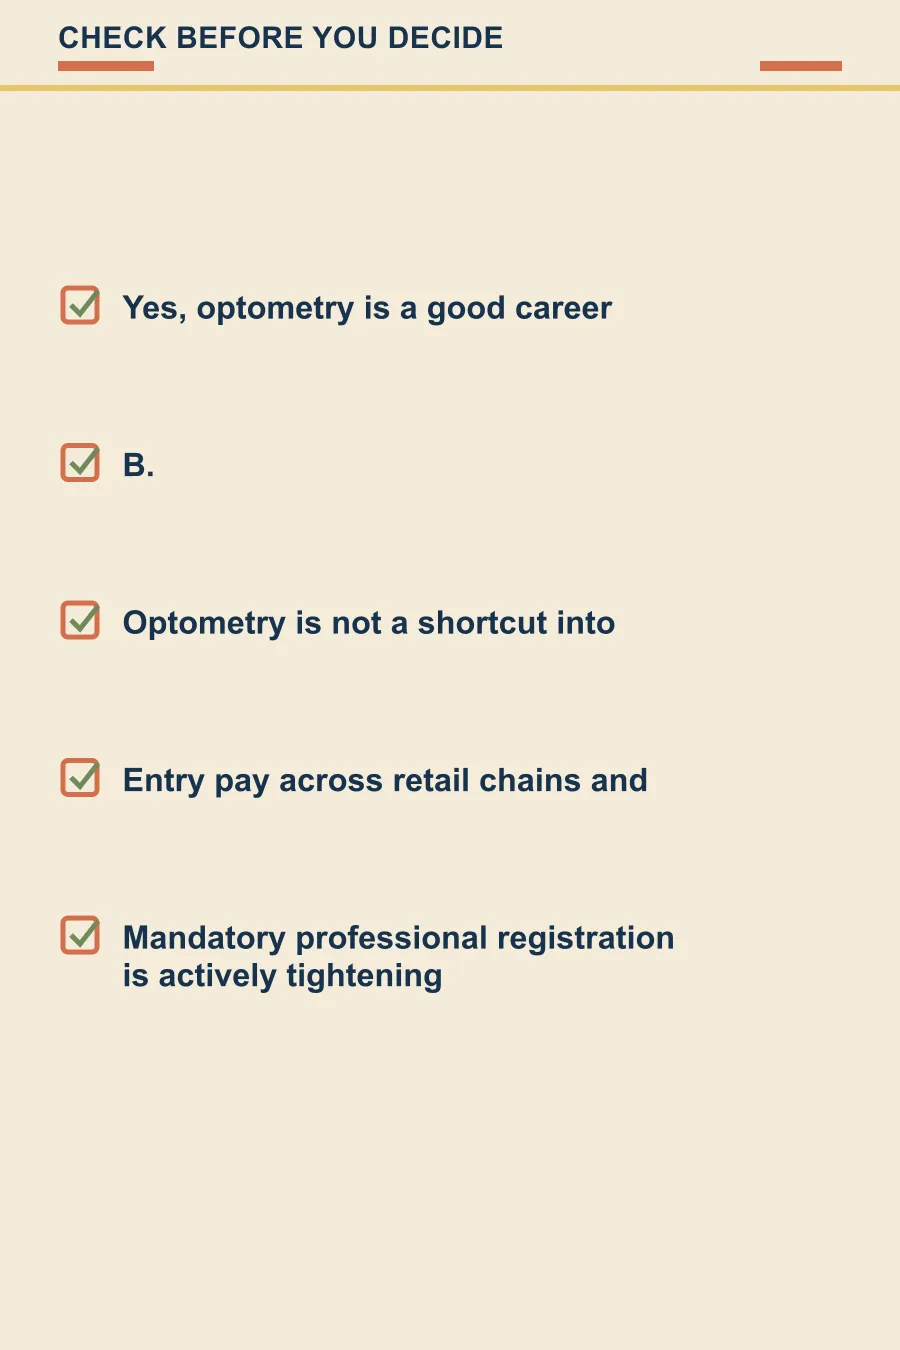 CHECK BEFORE YOU DECIDE
Yes, optometry is a good career
B.
Optometry is not a shortcut into
Entry pay across retail chains and
Mandatory professional registration
is actively tightening